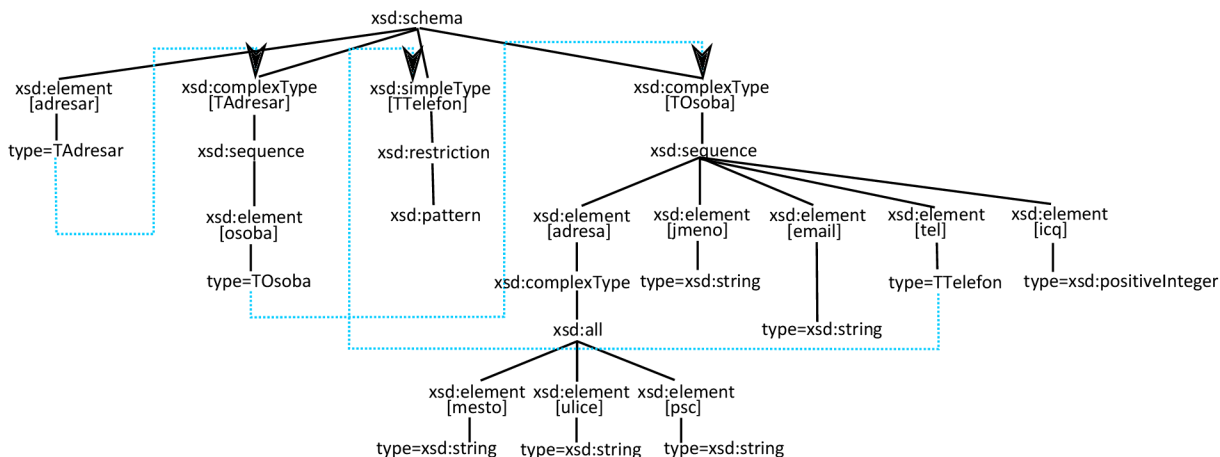 xsd:schema
xsd:element
[adresar]
xsd:complexType
[TAdresar]
xsd:simpleType
[TTelefon]
xsd:complexType
[TOsoba]
type=TAdresar
xsd:sequence
xsd:restriction
xsd:sequence
xsd:element
[osoba]
xsd:pattern
xsd:element
[adresa]
xsd:element
[jmeno]
xsd:element
[email]
xsd:element
[tel]
xsd:element
[icq]
type=TOsoba
xsd:complexType
type=xsd:string
type=TTelefon
type=xsd:positiveInteger
xsd:all
type=xsd:string
xsd:element
[mesto]
xsd:element
[ulice]
xsd:element
[psc]
type=xsd:string
type=xsd:string
type=xsd:string